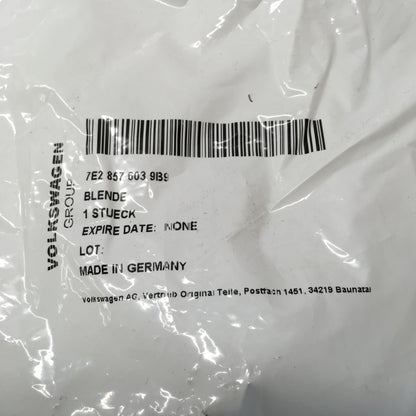 VOLKSWAGEN
GROUP
7E2 857 603 9B9
BLENDE
1 STUECK
EXPIRE DATE: NONE
LOT:
MADE IN GERMANY
Volkswagen AG, Vertrieb Original Teile, Postfach 1451, 34219 Baunatal